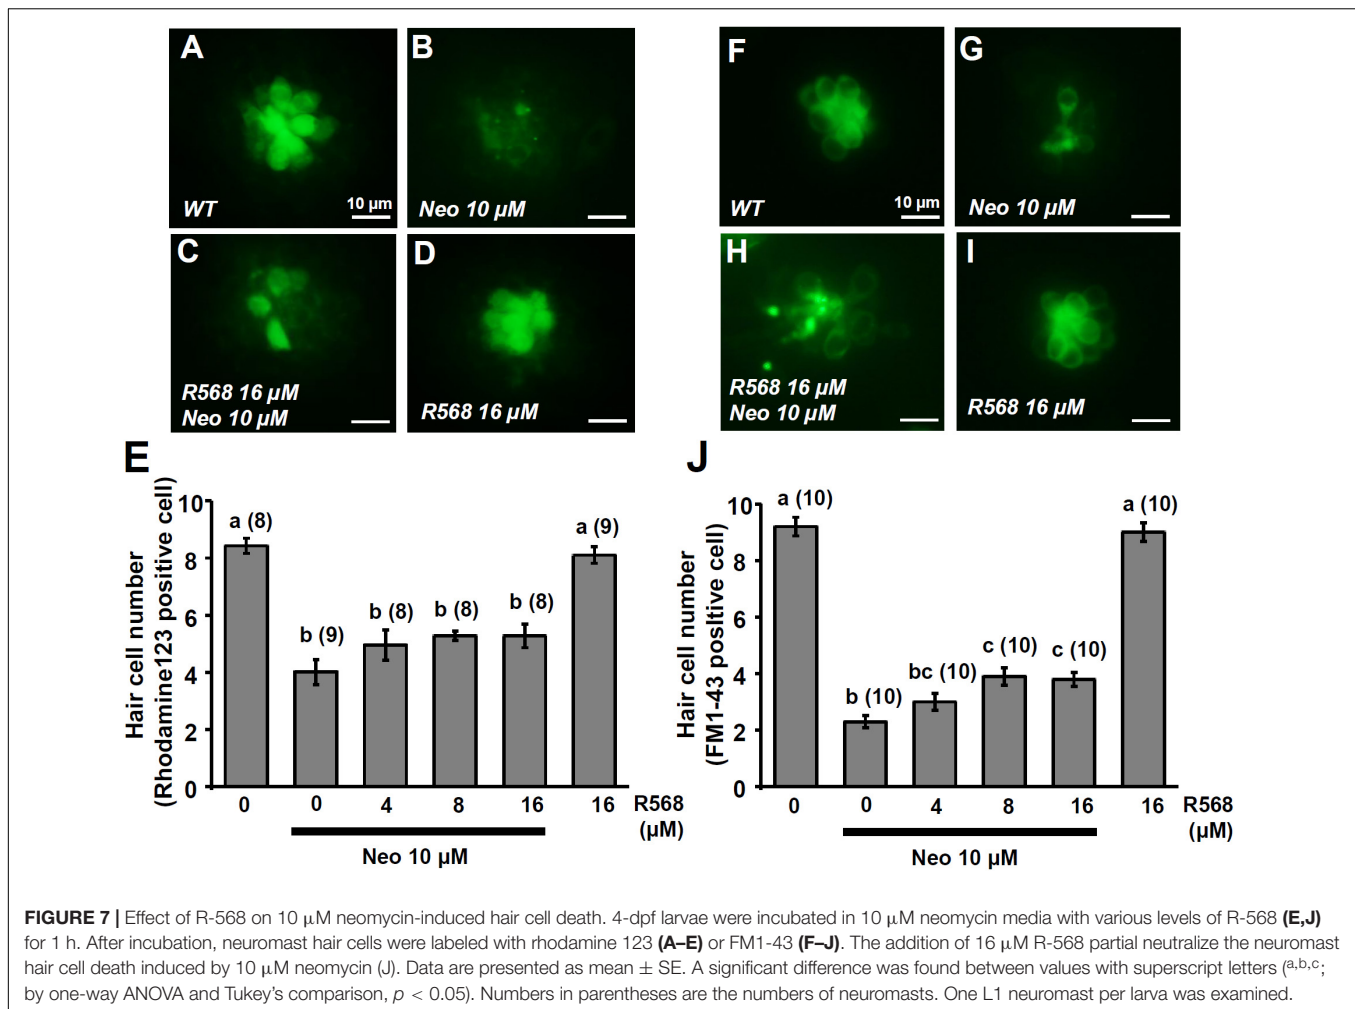 A
WT
10 µm
B
Neo 10 µM
C
R568 16 µM
Neo 10 µM
D
R568 16 µM
F
WT
10 µm
G
Neo 10 µM
H
R568 16 µM
Neo 10 µM
I
R568 16 µM
E
Hair cell number
(Rhodamine123 positive cell)
10
8
6
4
2
0
a (8)
b (9)
b (8)
b (8)
b (8)
a (9)
0 0 4 8 16 16 R568
(µM)
Neo 10 µM
J
Hair cell number
(FM1-43 positive cell)
10
8
6
4
2
0
a (10)
b (10)
bc (10)
c (10)
c (10)
a (10)
0 0 4 8 16 16 R568
(µM)
Neo 10 µM
FIGURE 7 | Effect of R-568 on 10 µM neomycin-induced hair cell death. 4-dpf larvae were incubated in 10 µM neomycin media with various levels of R-568 (E,J)
for 1 h. After incubation, neuromast hair cells were labeled with rhodamine 123 (A–E) or FM1-43 (F–J). The addition of 16 µM R-568 partial neutralize the neuromast
hair cell death induced by 10 µM neomycin (J). Data are presented as mean ± SE. A significant difference was found between values with superscript letters (a,b,c;
by one-way ANOVA and Tukey's comparison, p < 0.05). Numbers in parentheses are the numbers of neuromasts. One L1 neuromast per larva was examined.